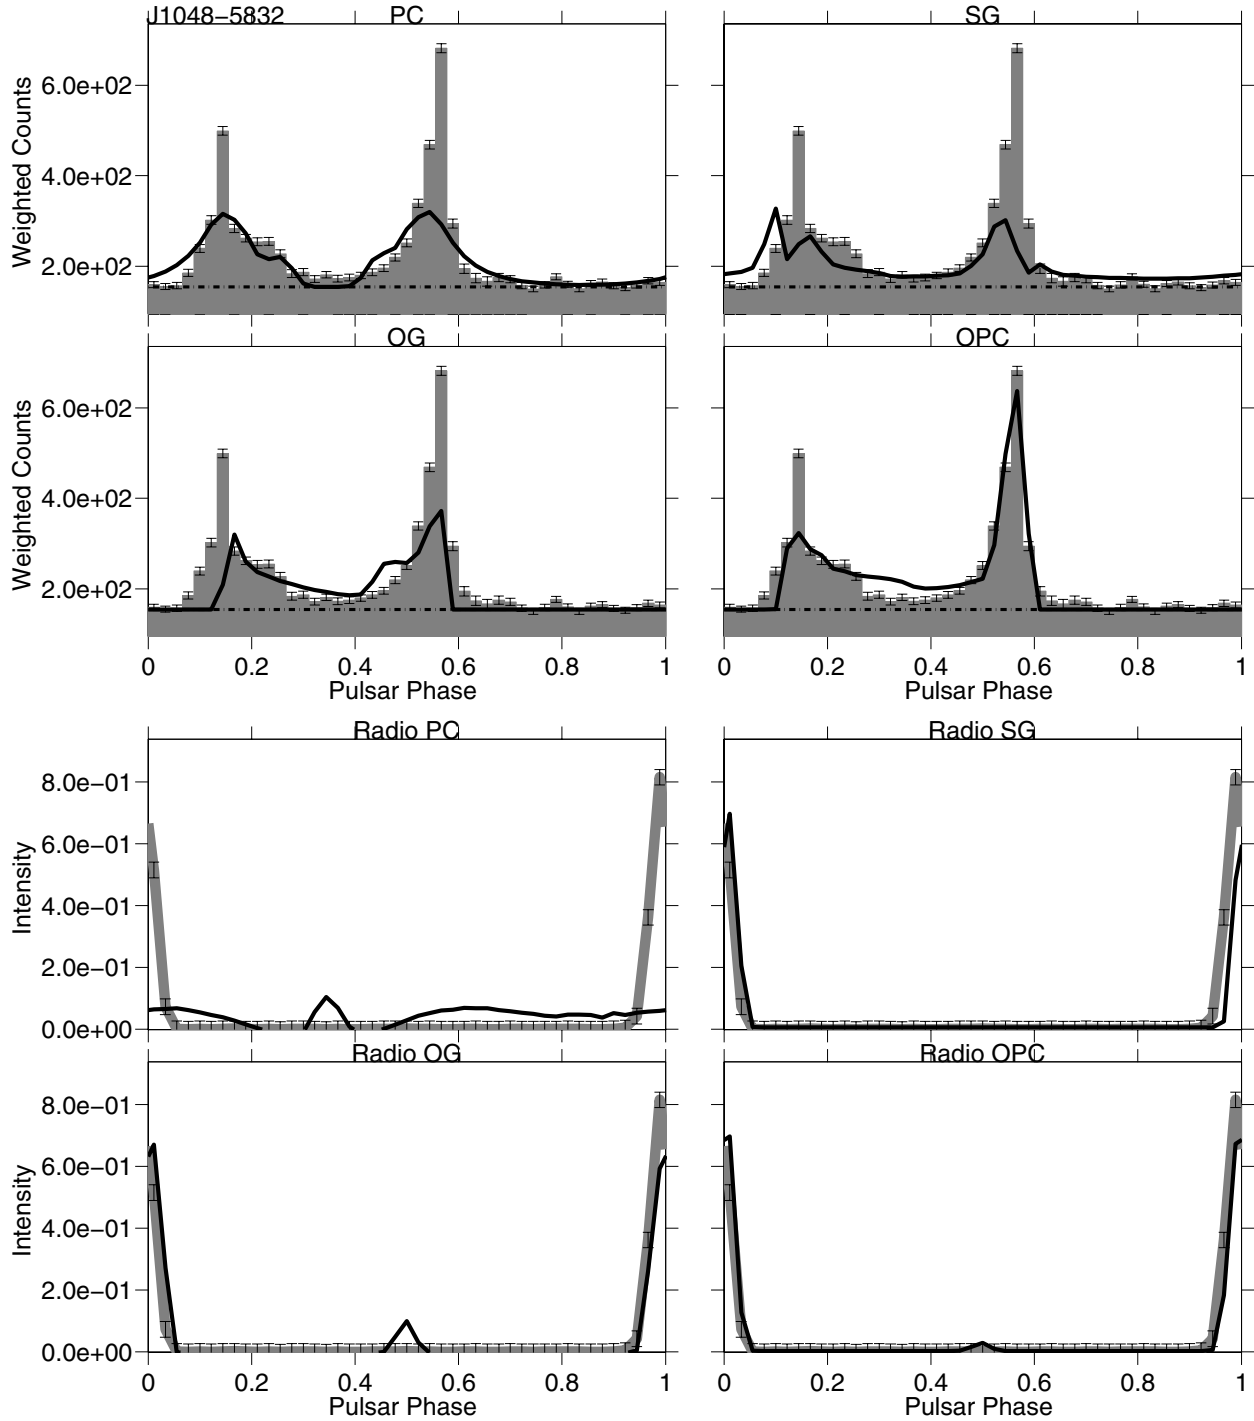 J1048−5832
PC
SG
Weighted Counts
6.0e+02
4.0e+02
2.0e+02
OG
OPC
Weighted Counts
6.0e+02
4.0e+02
2.0e+02
0 0.2 0.4 0.6 0.8 1
0 0.2 0.4 0.6 0.8 1
Pulsar Phase
Pulsar Phase
Radio PC
Radio SG
Intensity
8.0e−01
6.0e−01
4.0e−01
2.0e−01
0.0e+00
Radio OG
Radio OPC
Intensity
8.0e−01
6.0e−01
4.0e−01
2.0e−01
0.0e+00
0 0.2 0.4 0.6 0.8 1
0 0.2 0.4 0.6 0.8 1
Pulsar Phase
Pulsar Phase